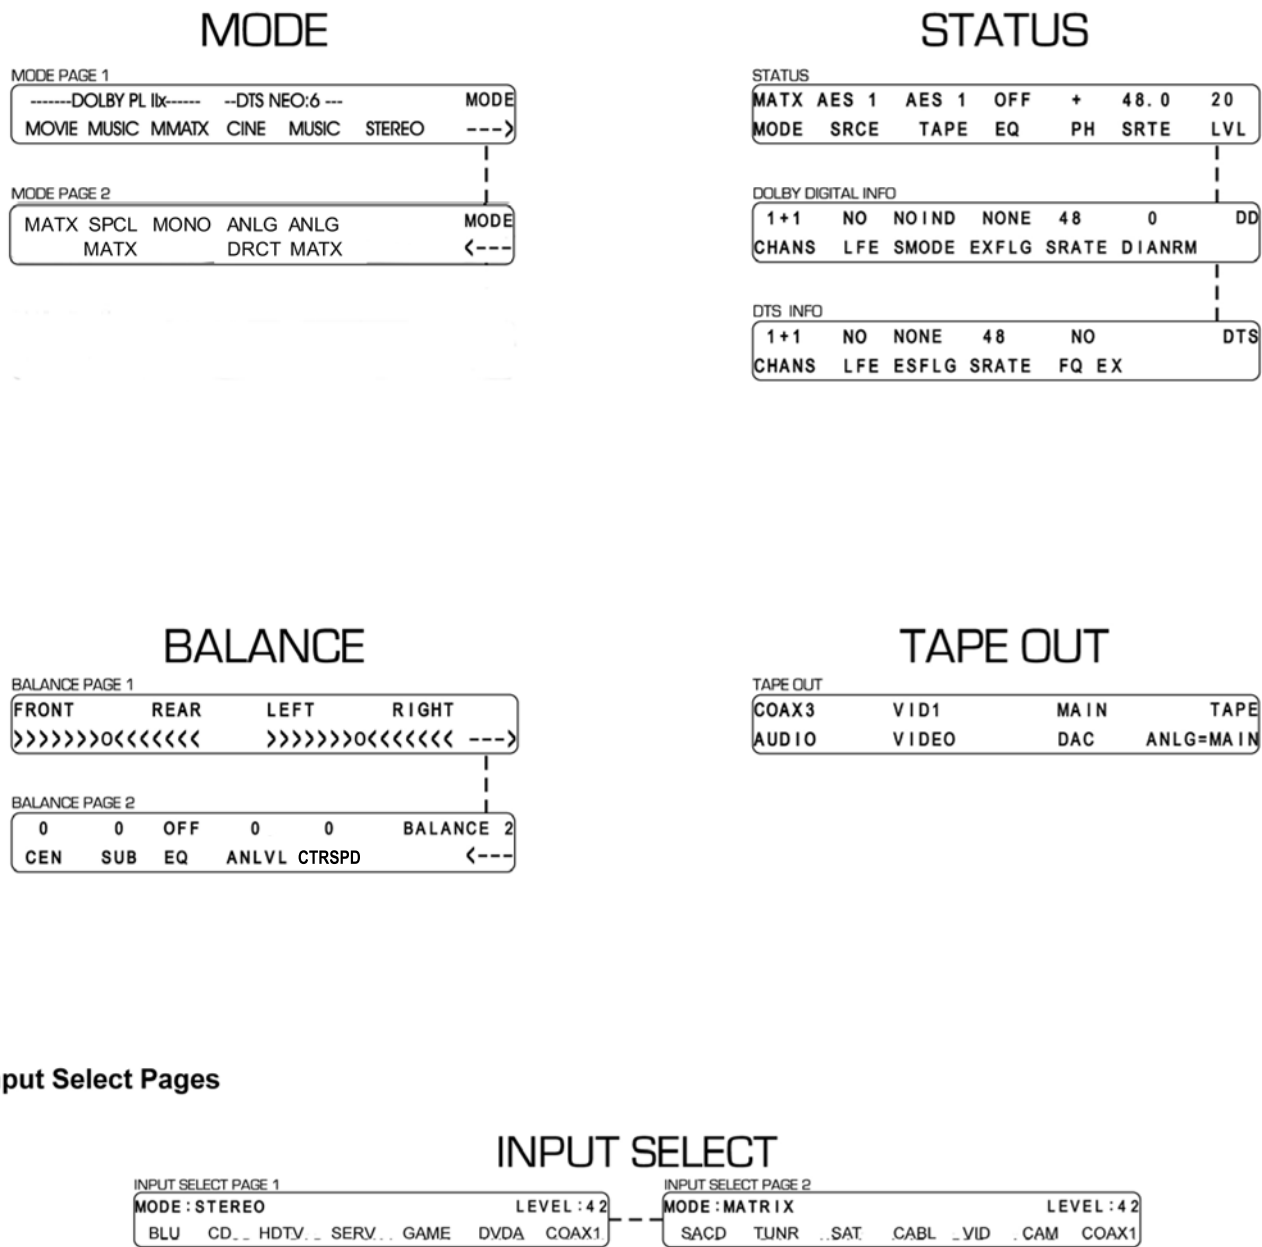 MODE
MODE PAGE 1
-------DOLBY PL IIx------ --DTS NEO:6 --- MODE
MOVIE MUSIC MMATX CINE MUSIC STEREO --->
MODE PAGE 2
MATX SPCL MONO ANLG ANLG MODE
MATX DRCT MATX <---
STATUS
STATUS
MATX AES 1 AES 1 OFF + 48.0 20
MODE SRCE TAPE EQ PH SRTE LVL
DOLBY DIGITAL INFO
1+1 NO NOIND NONE 48 0 DD
CHANS LFE SMODE EXFLG SRATE DIANRM
DTS INFO
1+1 NO NONE 48 NO DTS
CHANS LFE ESFLG SRATE FQ EX
BALANCE
BALANCE PAGE 1
FRONT REAR LEFT RIGHT
>>>>>>>O<<<<<<< >>>>>>>O<<<<<<< --->
BALANCE PAGE 2
0 0 OFF 0 0 BALANCE 2
CEN SUB EQ ANLVL CTRSPD <---
TAPE OUT
TAPE OUT
COAX3 VID1 MAIN TAPE
AUDIO VIDEO DAC ANLG=MAIN
nput Select Pages
INPUT SELECT
INPUT SELECT PAGE 1
MODE:STEREO LEVEL:42
BLU CD HDTV SERV GAME DVDA COAX1
INPUT SELECT PAGE 2
MODE:MATRIX LEVEL:42
SACD TUNR SAT CABL VID CAM COAX1